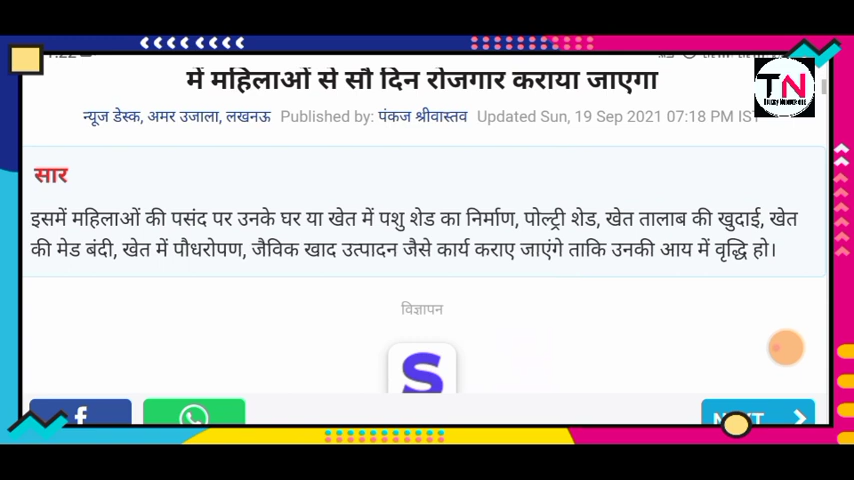 में महिलाओं से सौ दिन रोजगार कराया जाएगा
TN
न्यूज डेस्क, अमर उजाला, लखनऊ Published by: पंकज श्रीवास्तव Updated Sun, 19 Sep 2021 07:18 PM IST
सार
इसमें महिलाओं की पसंद पर उनके घर या खेत में पशु शेड का निर्माण, पोल्ट्री शेड, खेत तालाब की खुदाई, खेत
की मेड बंदी, खेत में पौधरोपण, जैविक खाद उत्पादन जैसे कार्य कराए जाएंगे ताकि उनकी आय में वृद्धि हो।
विज्ञापन
S
f
NEXT